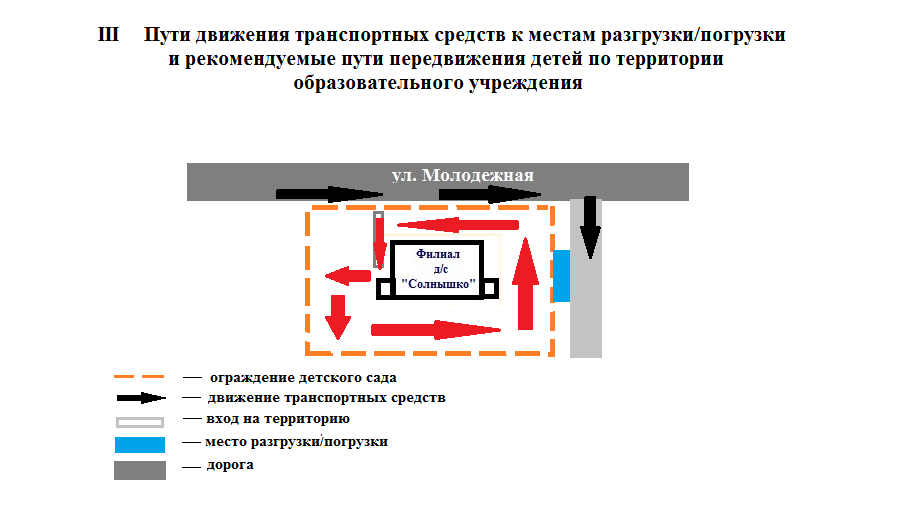 III Пути движения транспортных средств к местам разгрузки/погрузки
и рекомендуемые пути передвижения детей по территории
образовательного учреждения
ул. Молодежная
Филиал
д/с
"Солнышко"
— ограждение детского сада
— движение транспортных средств
— вход на территорию
— место разгрузки/погрузки
— дорога